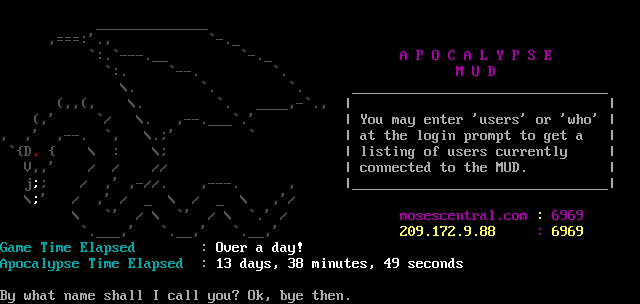 A P O C A L Y P S E
M U D
You may enter 'users' or 'who'
at the login prompt to get a
listing of users currently
connected to the MUD.
mosescentral.com : 6969
209.172.9.88 : 6969
Game Time Elapsed : Over a day!
Apocalypse Time Elapsed : 13 days, 38 minutes, 49 seconds
By what name shall I call you? Ok, bye then.